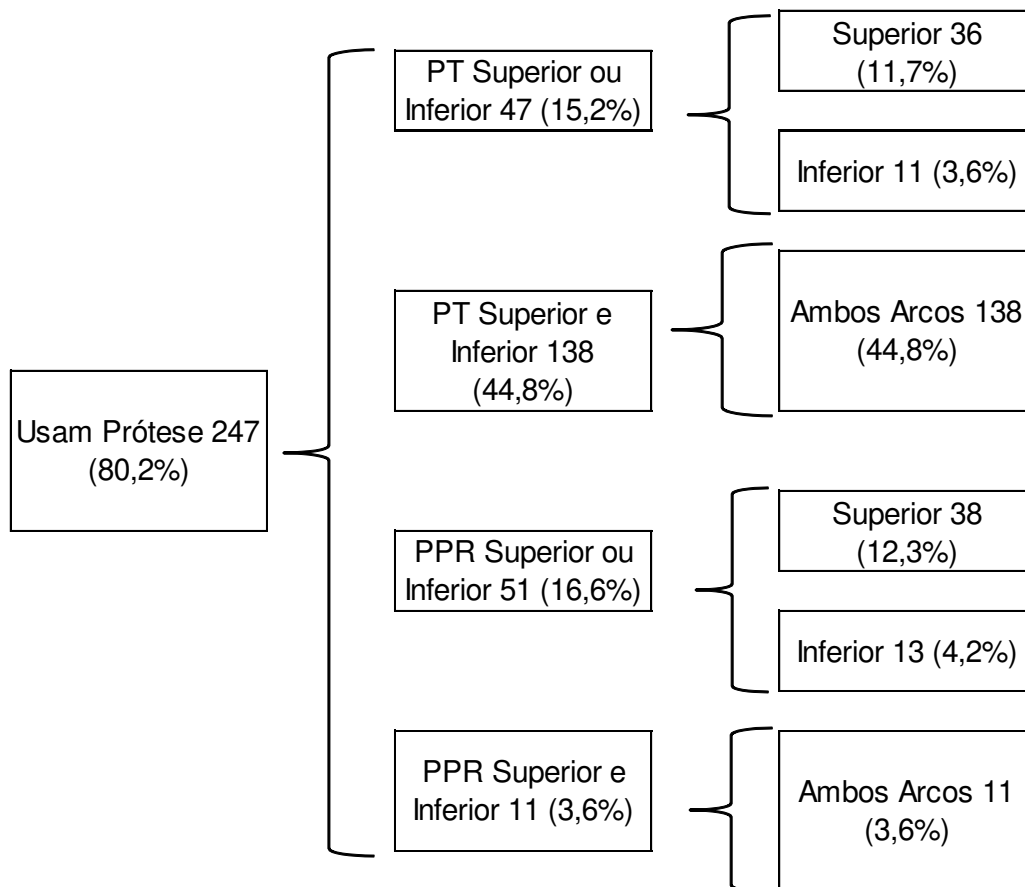 Usam Prótese 247
(80,2%)
PT Superior ou
Inferior 47 (15,2%)
Superior 36
(11,7%)
Inferior 11 (3,6%)
PT Superior e
Inferior 138
(44,8%)
Ambos Arcos 138
(44,8%)
PPR Superior ou
Inferior 51 (16,6%)
Superior 38
(12,3%)
Inferior 13 (4,2%)
PPR Superior e
Inferior 11 (3,6%)
Ambos Arcos 11
(3,6%)